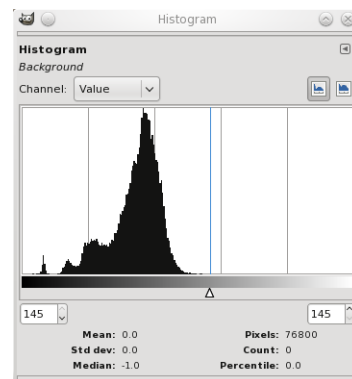 Histogram
Histogram
Background
Channel: Value
145 145
Mean: 0.0 Pixels: 76800
Std dev: 0.0 Count: 0
Median: -1.0 Percentile: 0.0